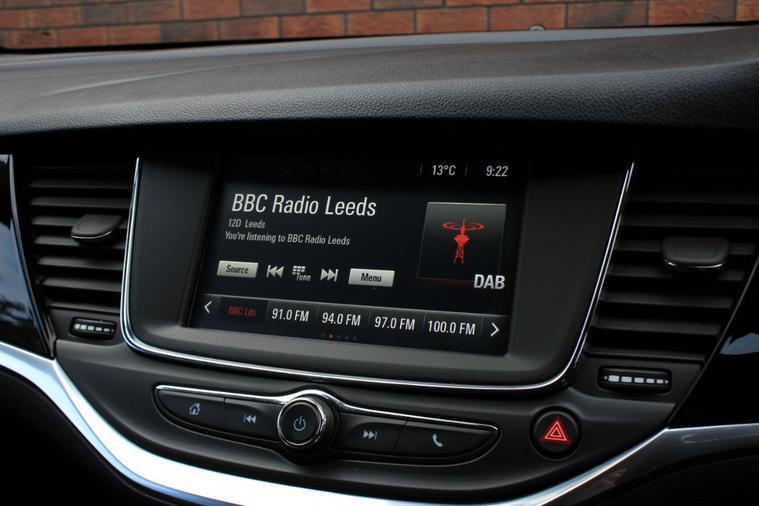 13°C 9:22
BBC Radio Leeds
12D Leeds
You're listening to BBC Radio Leeds
DAB
Source Tune Menu
BBC Lds 91.0 FM 94.0 FM 97.0 FM 100.0 FM